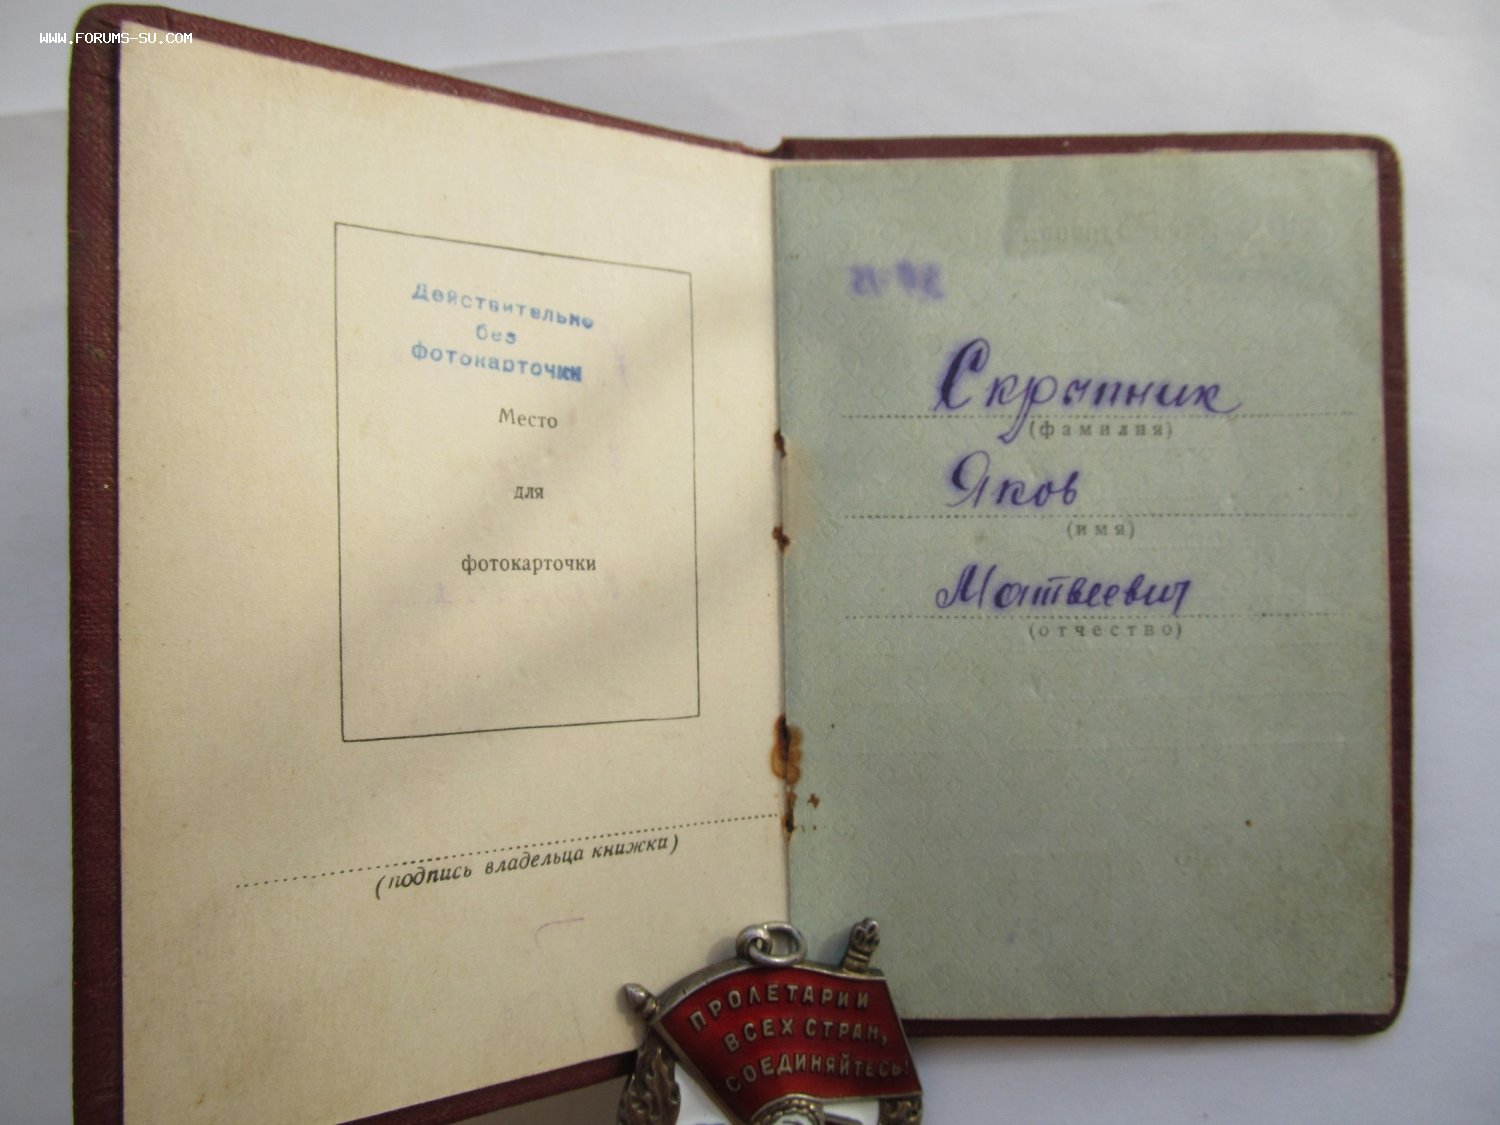 www.forums-su.com
Действительно
без
фотокарточки
Место
для
фотокарточки
(подпись владельца книжки)
Скрыпник
(фамилия)
Яков
(имя)
Матвеевич
(отчество)
ПРОЛЕТАРИИ
ВСЕХ СТРАН,
СОЕДИНЯЙТЕСЬ!